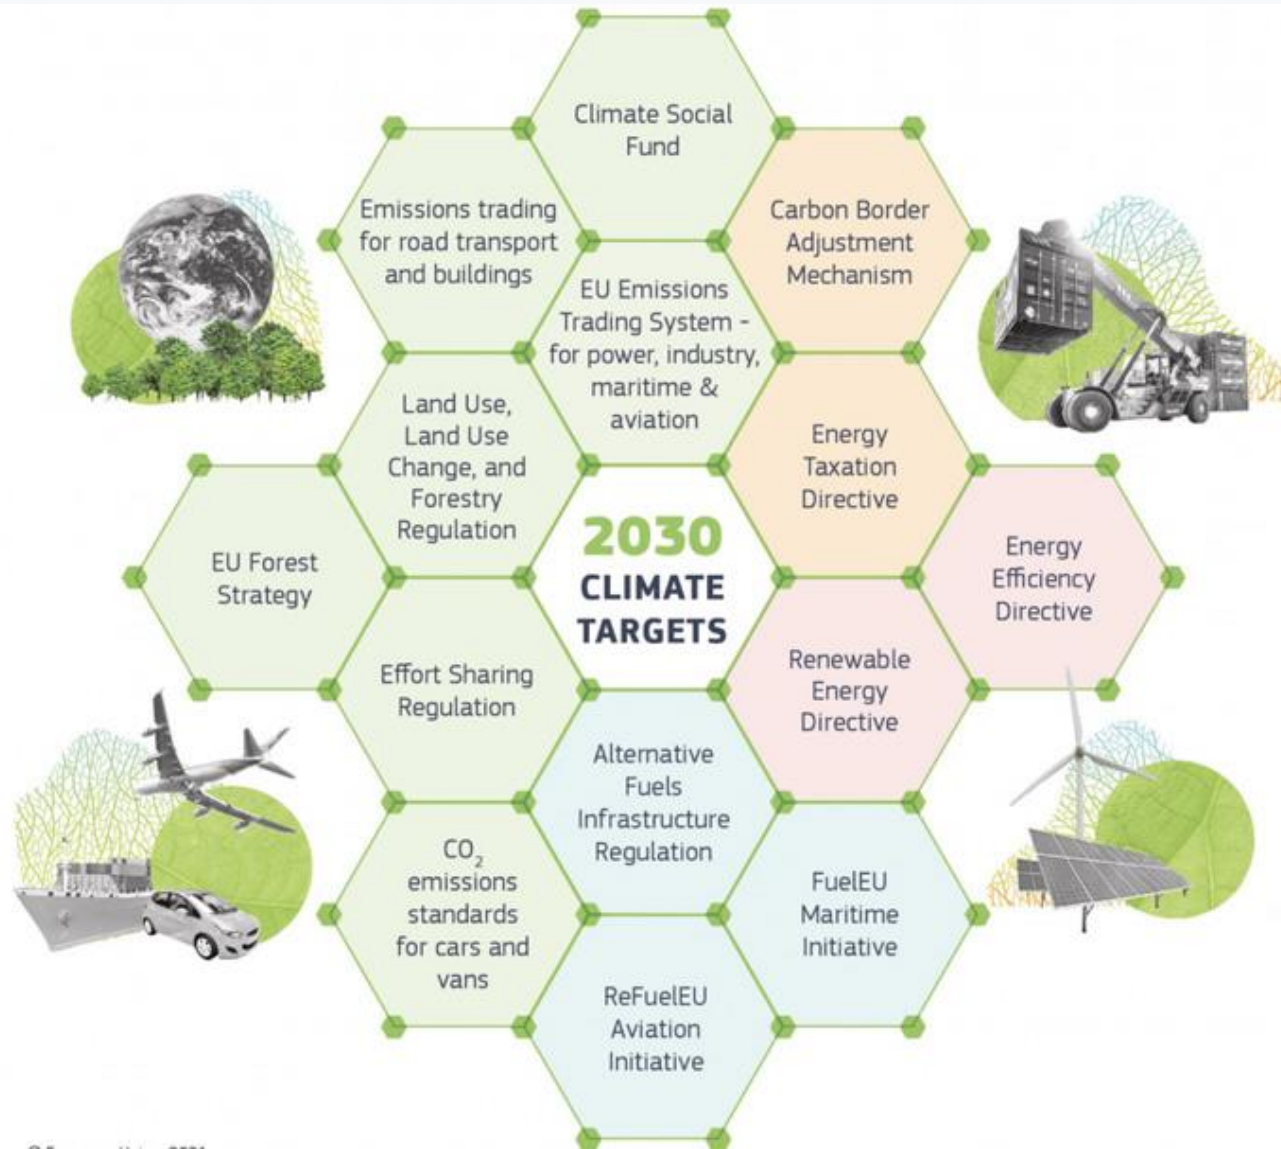 Climate Social
Fund
Emissions trading
for road transport
and buildings
Carbon Border
Adjustment
Mechanism
EU Emissions
Trading System -
for power, industry,
maritime &
aviation
Land Use,
Land Use
Change, and
Forestry
Regulation
Energy
Taxation
Directive
EU Forest
Strategy
2030
CLIMATE
TARGETS
Energy
Efficiency
Directive
Effort Sharing
Regulation
Renewable
Energy
Directive
Alternative
Fuels
Infrastructure
Regulation
CO₂
emissions
standards
for cars and
vans
FuelEU
Maritime
Initiative
ReFuelEU
Aviation
Initiative